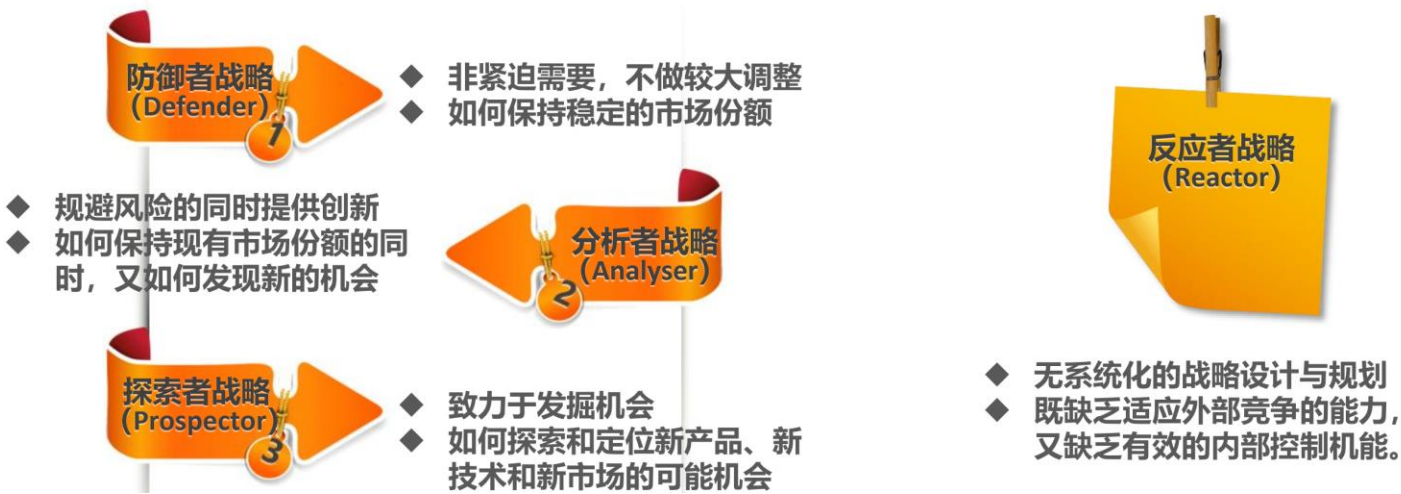 防御者战略
(Defender)
1
◆ 非紧迫需要，不做较大调整
◆ 如何保持稳定的市场份额
◆ 规避风险的同时提供创新
◆ 如何保持现有市场份额的同
时，又如何发现新的机会
分析者战略
(Analyser)
2
探索者战略
(Prospector)
3
◆ 致力于发掘机会
◆ 如何探索和定位新产品、新
技术和新市场的可能机会
反应者战略
(Reactor)
◆ 无系统化的战略设计与规划
◆ 既缺乏适应外部竞争的能力，
又缺乏有效的内部控制机能。